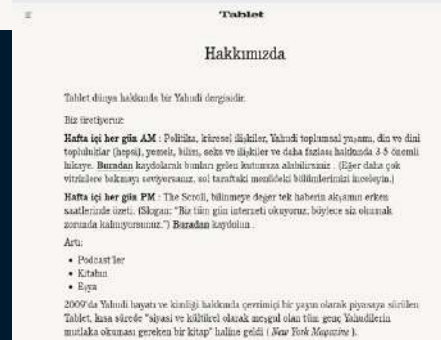 Tablet
Hakkımızda
Tablet dünya hakkında bir Yahudi dergisidir.
Biz üretiyoruz:
Hafta içi her gün AM : Politika, küresel ilişkiler, Yahudi toplumsal yaşamı, din ve dini
topluluklar (hepsi), yemek, bilim, seks ve ilişkiler ve daha fazlası hakkında 3-5 önemli
hikaye. Buradan kaydolarak bunları gelen kutunuza alabilirsiniz . (Eğer daha çok
vitrinlere bakmayı seviyorsanız, sol taraftaki menüdeki bölümlerimizi inceleyin.)
Hafta içi her gün PM : The Scroll, bilinmeye değer tek haberin akşamın erken
saatlerinde özeti. (Slogan: "Biz tüm gün interneti okuyoruz, böylece siz okumak
zorunda kalmıyorsunuz.") Buradan kaydolun .
Artı:
• Podcast'ler
• Kitabın
• Eşya
2009'da Yahudi hayatı ve kimliği hakkında çevrimiçi bir yayın olarak piyasaya sürülen
Tablet, kısa sürede "siyasi ve kültürel olarak meşgul olan tüm genç Yahudilerin
mutlaka okuması gereken bir kitap" haline geldi ( New York Magazine ).